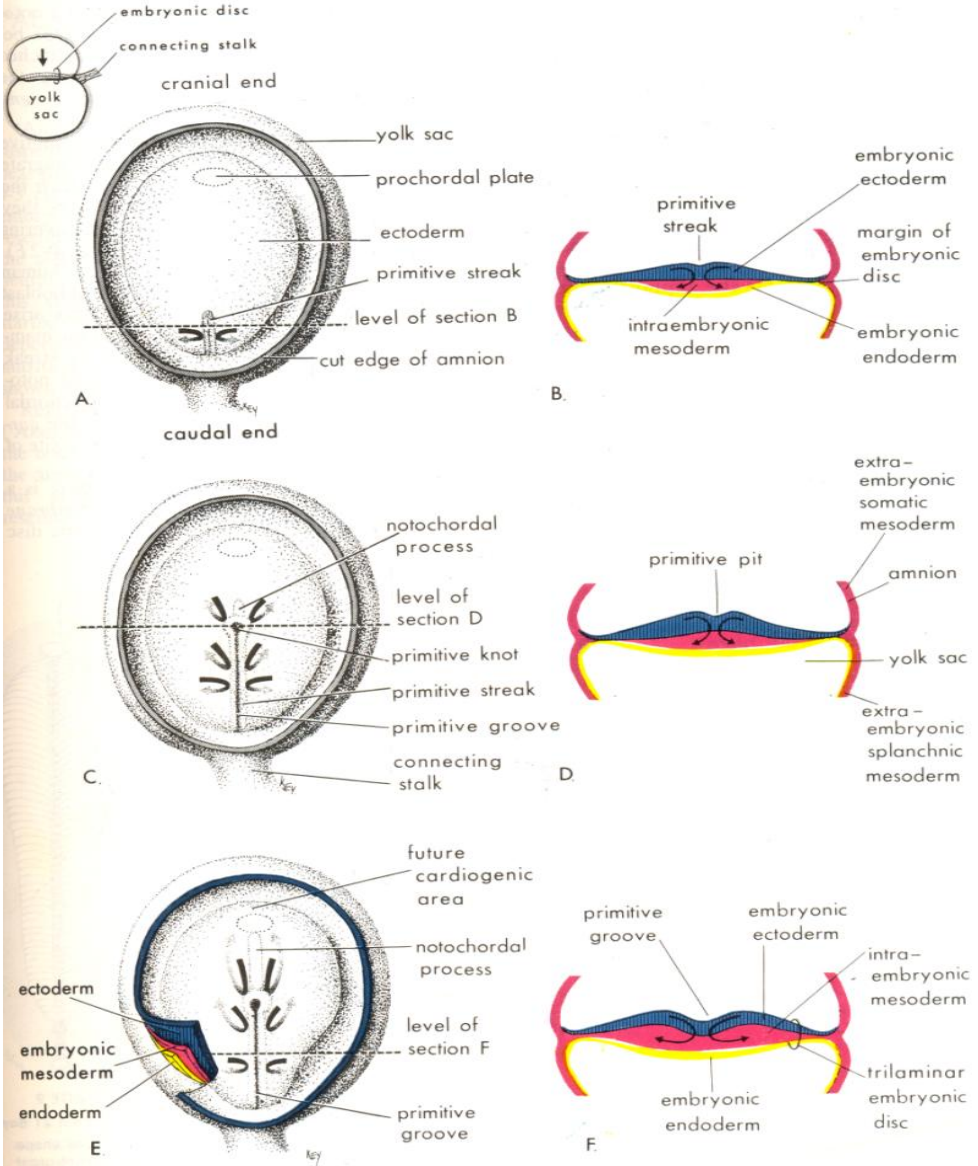 embryonic disc
connecting stalk
yolk
sac
cranial end
yolk sac
prochordal plate
ectoderm
primitive streak
level of section B
cut edge of amnion
A.
KEY
caudal end
primitive
streak
embryonic
ectoderm
margin of
embryonic
disc
intraembryonic
mesoderm
embryonic
endoderm
B.
notochordal
process
level of
section D
primitive knot
primitive streak
primitive groove
connecting
stalk
C.
KEY
extra-
embryonic
somatic
mesoderm
primitive pit
amnion
yolk sac
extra-
embryonic
splanchnic
mesoderm
D.
future
cardiogenic
area
notochordal
process
ectoderm
level of
section F
embryonic
mesoderm
endoderm
primitive
groove
E
KEY
primitive
groove
embryonic
ectoderm
intra-
embryonic
mesoderm
trilaminar
embryonic
disc
embryonic
endoderm
F.